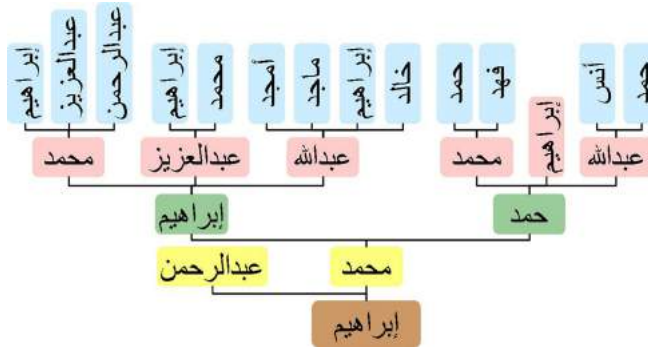 حمد
أنس
فهد
حمد
خالد
إبراهيم
ماجد
أمجد
محمد
إبراهيم
عبدالرحمن
عبدالعزيز
إبراهيم
عبدالله
إبراهيم
محمد
عبدالله
عبدالعزيز
محمد
حمد
إبراهيم
محمد
عبدالرحمن
إبراهيم